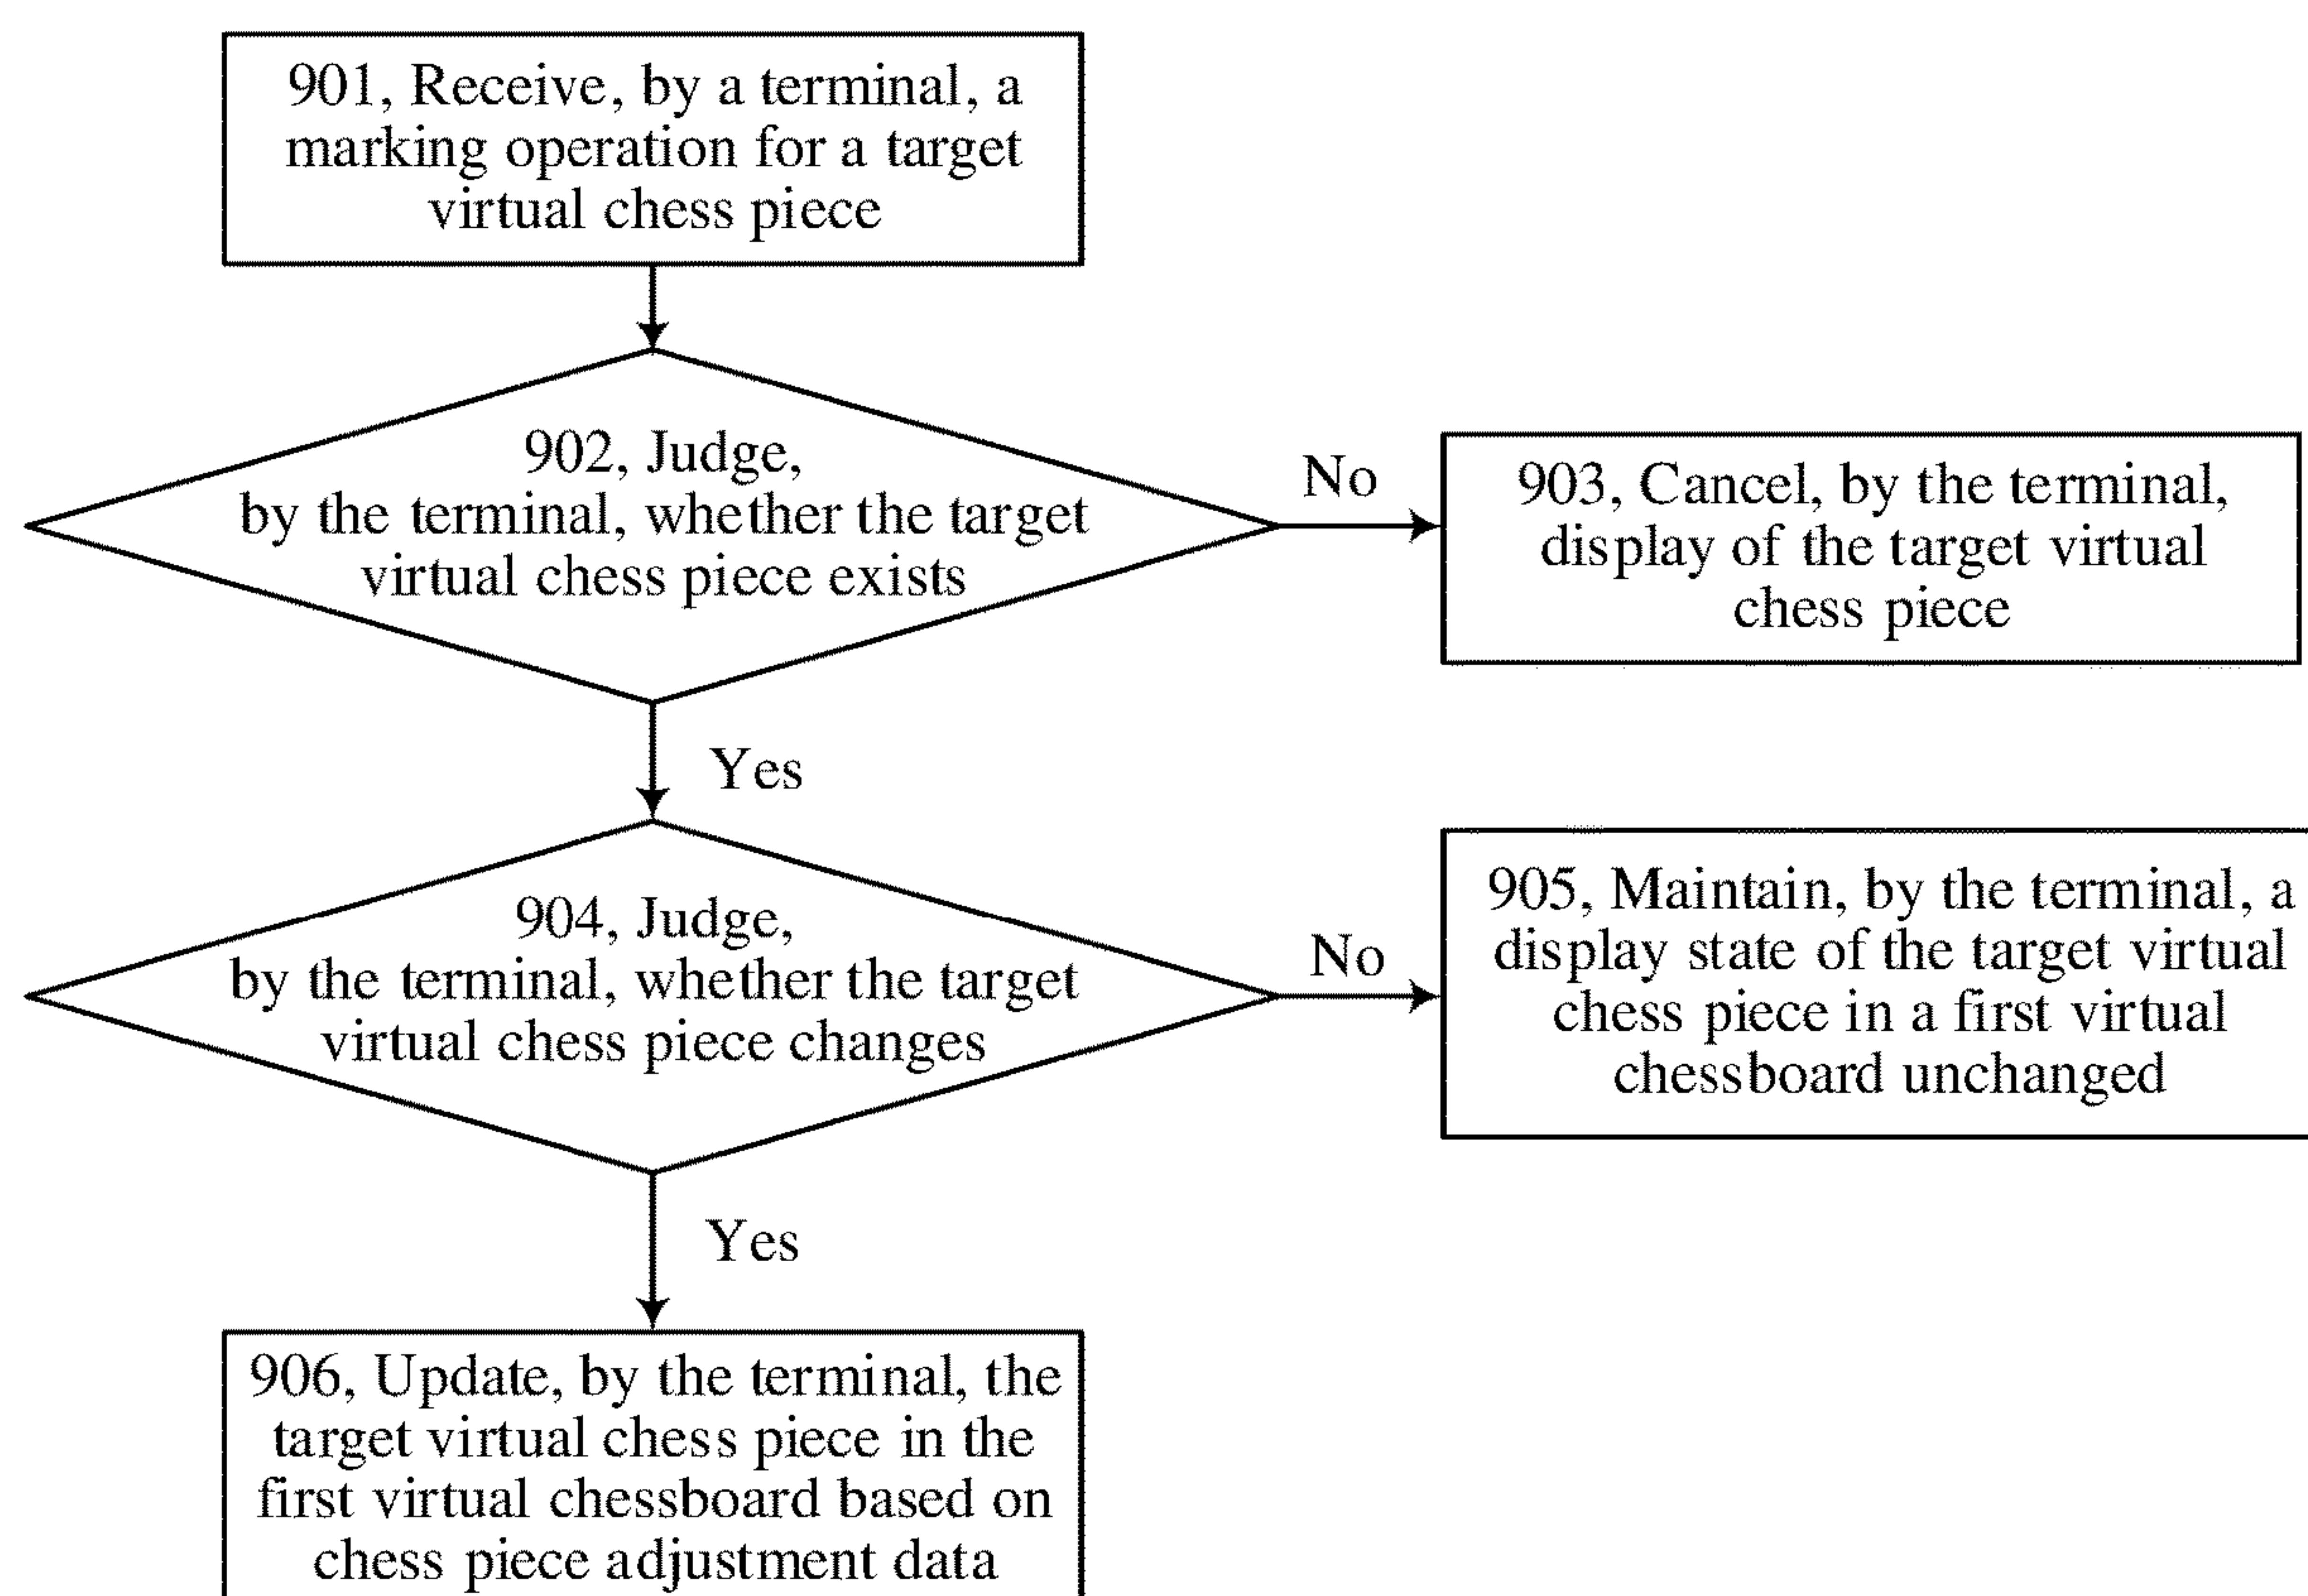 901, Receive, by a terminal, a
marking operation for a target
virtual chess piece
902, Judge,
by the terminal, whether the target
virtual chess piece exists
No
903, Cancel, by the terminal,
display of the target virtual
chess piece
Yes
904, Judge,
by the terminal, whether the target
virtual chess piece changes
No
905, Maintain, by the terminal, a
display state of the target virtual
chess piece in a first virtual
chessboard unchanged
Yes
906, Update, by the terminal, the
target virtual chess piece in the
first virtual chessboard based on
chess piece adjustment data